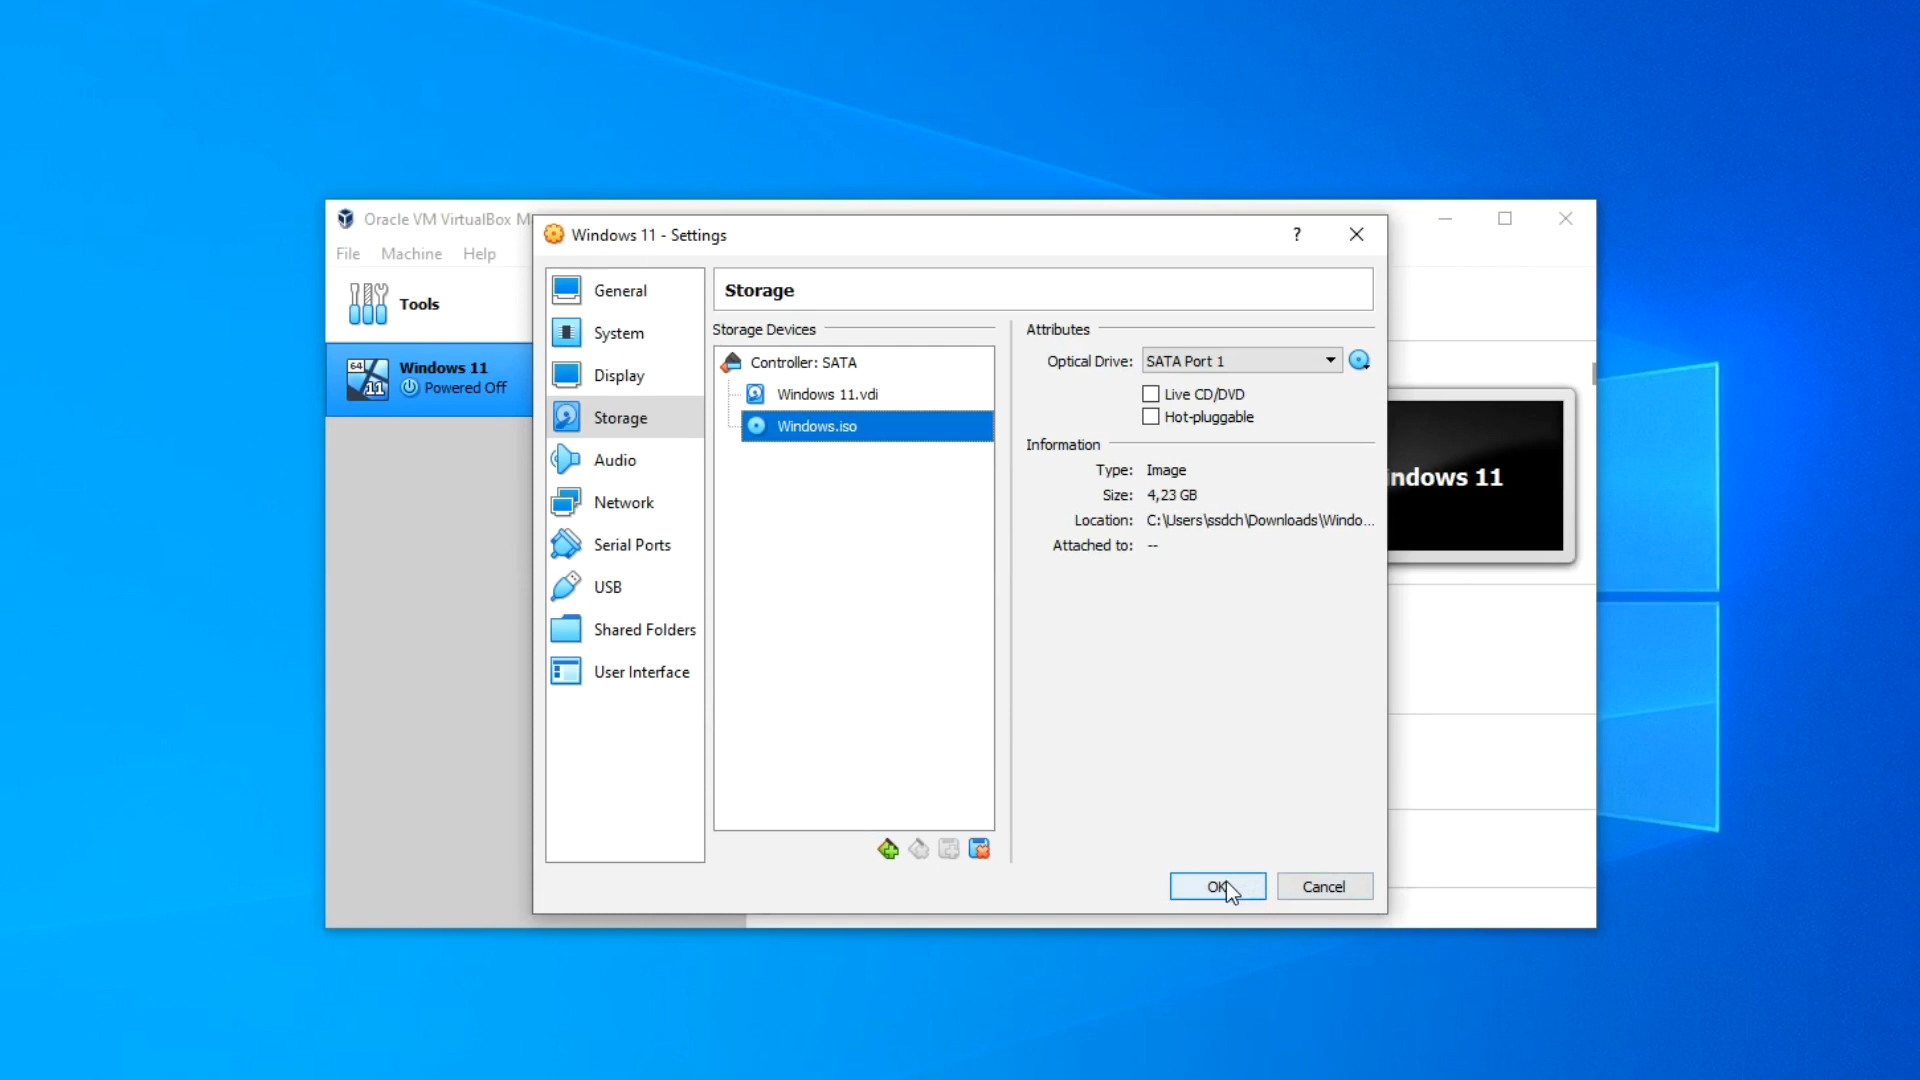 Oracle VM VirtualBox M
File Machine Help
Tools
64
11
Windows 11
Powered Off
Windows 11 - Settings
?
General
System
Display
Storage
Audio
Network
Serial Ports
USB
Shared Folders
User Interface
Storage
Storage Devices
Controller: SATA
Windows 11.vdi
Windows.iso
Attributes
Optical Drive: SATA Port 1
Live CD/DVD
Hot-pluggable
Information
Type: Image
Size: 4,23 GB
Location: C:\Users\ssdch\Downloads\Windo...
Attached to: --
OK
Cancel
indows 11